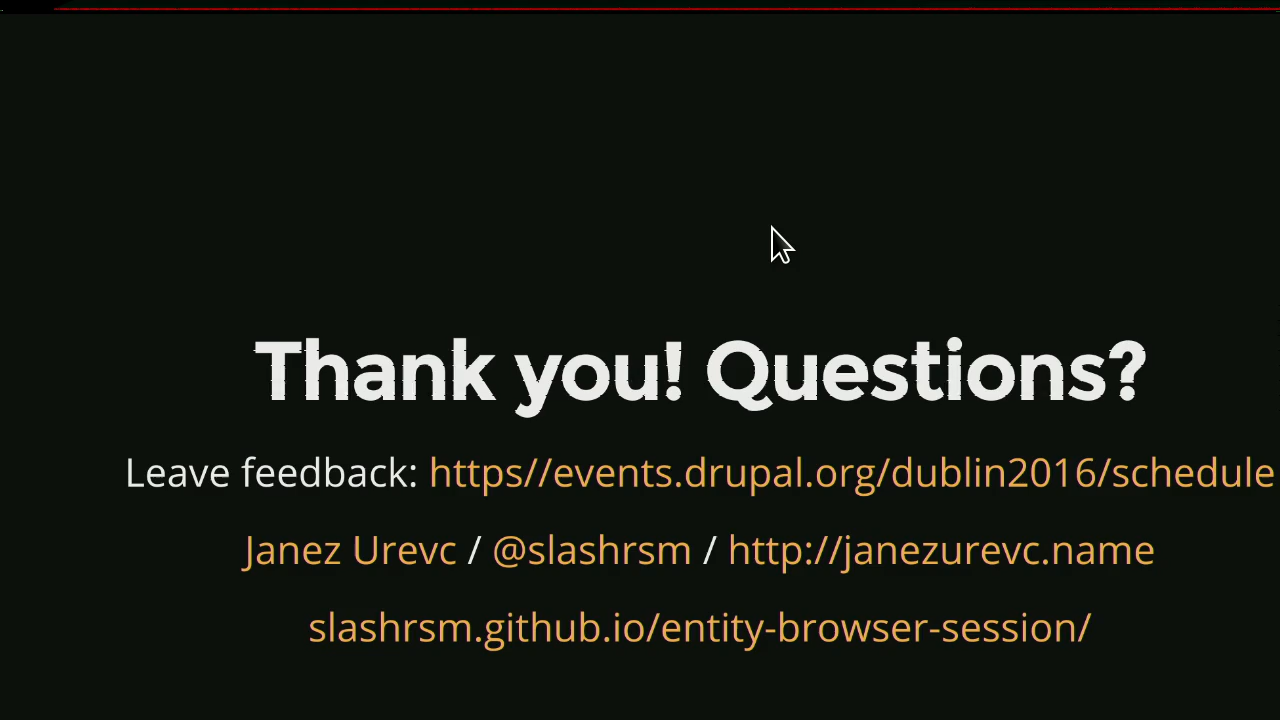 Thank you! Questions?
Leave feedback: https//events.drupal.org/dublin2016/schedule
Janez Urevc / @slashrsm / http://janezurevc.name
slashrsm.github.io/entity-browser-session/